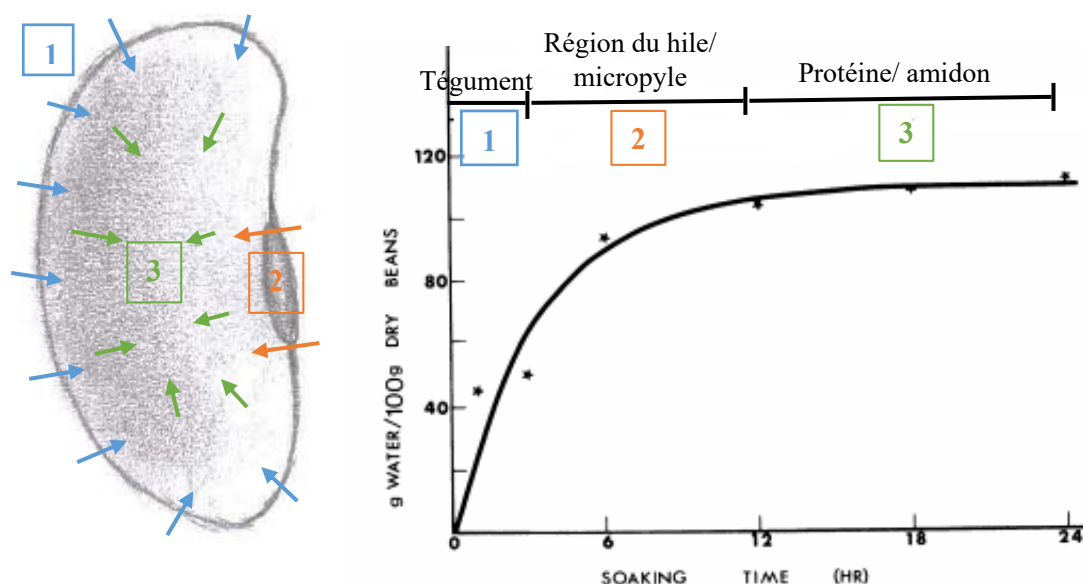 1
3
2
Région du hile/
micropyle
Tégument
Protéine/ amidon
1
2
3
120
80
40
0
6
12
18
24
g WATER/100g DRY BEANS
SOAKING TIME (HR)